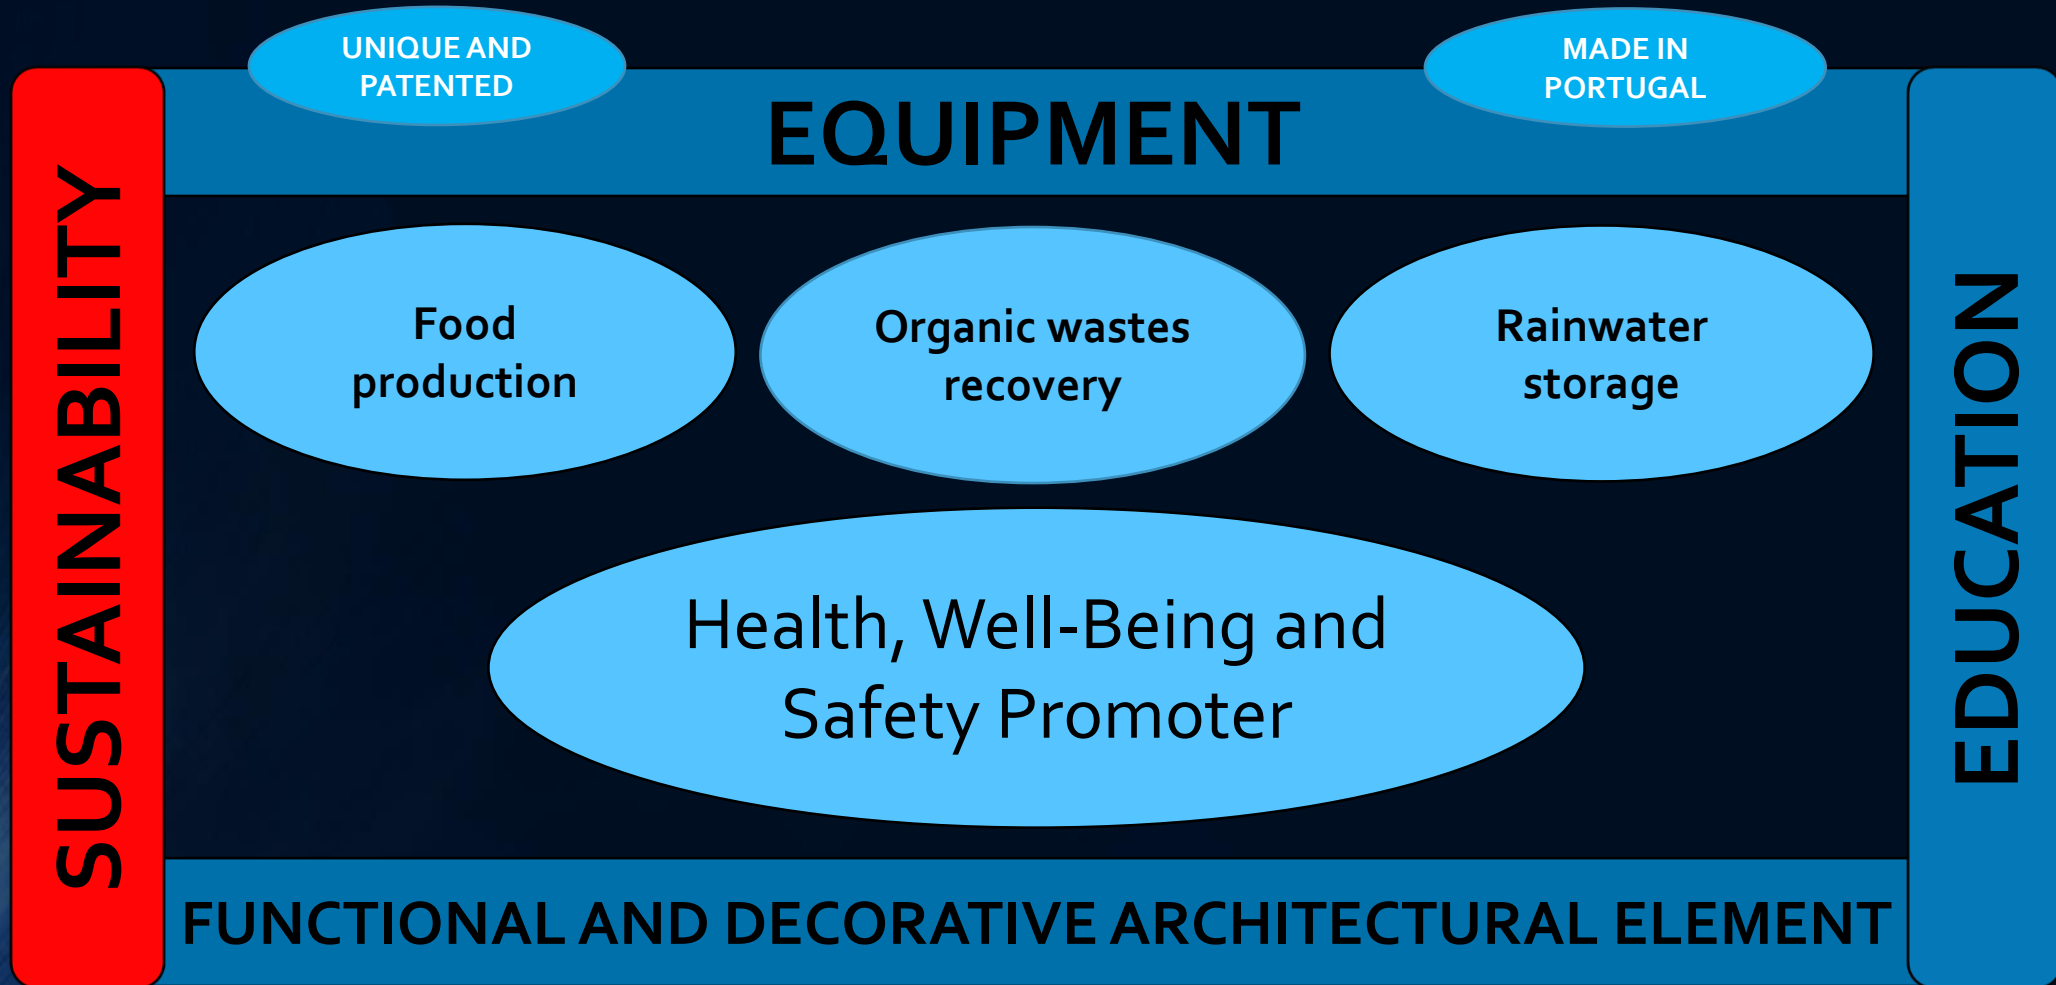 UNIQUE AND
PATENTED
MADE IN
PORTUGAL
EQUIPMENT
SUSTAINABILITY
Food
production
Organic wastes
recovery
Rainwater
storage
EDUCATION
Health, Well-Being and
Safety Promoter
FUNCTIONAL AND DECORATIVE ARCHITECTURAL ELEMENT